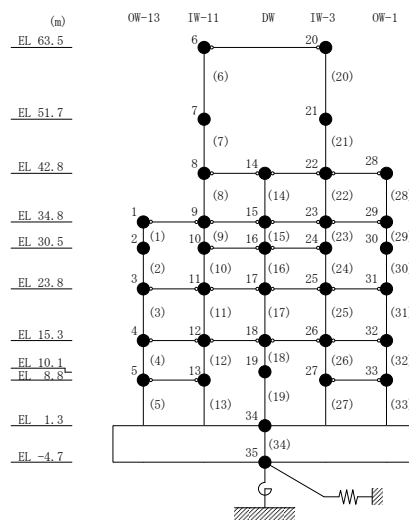 (m) OW-13 IW-11 DW IW-3 OW-1
EL 63.5 6 20
(6) (20)
EL 51.7 7 21
(7) (21)
EL 42.8 8 14 22 28
(8) (14) (22) (28)
EL 34.8 1 9 15 23 29
(1) (9) (15) (23) (29)
EL 30.5 2 10 16 24 30
(2) (10) (16) (24) (30)
EL 23.8 3 11 17 25 31
(3) (11) (17) (25) (31)
EL 15.3 4 12 18 26 32
(4) (12) (18) (26) (32)
EL 10.1 19
EL 8.8 5 13 27 33
(5) (13) (19) (27) (33)
EL 1.3 34
(34)
EL -4.7 35